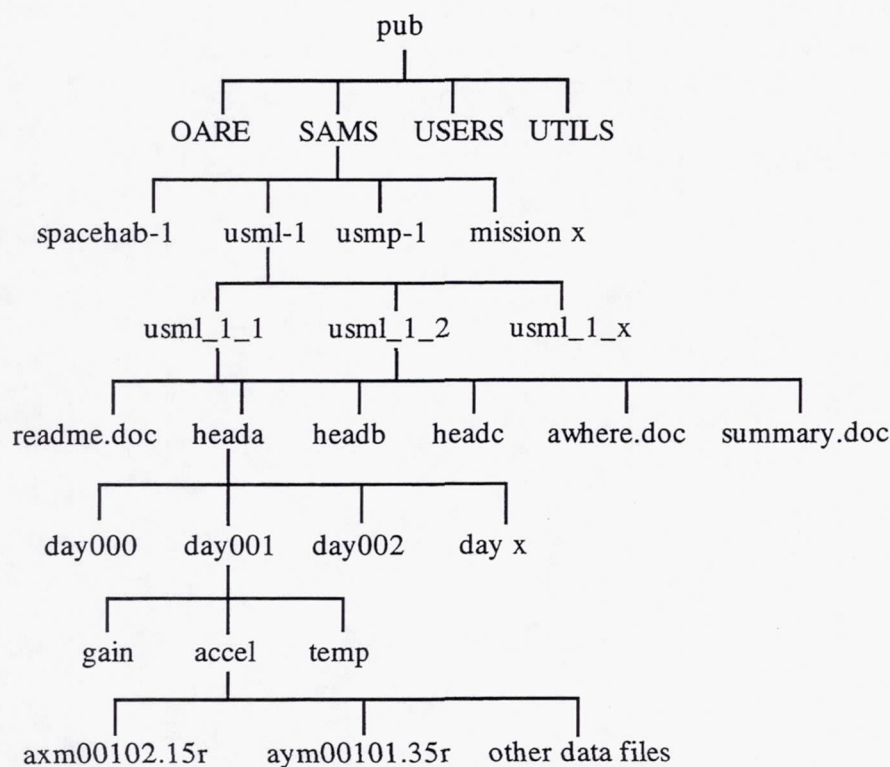 pub
OARE SAMS USERS UTILS
spacehab-1 usml-1 usmp-1 mission x
usml_1_1 usml_1_2 usml_1_x
readme.doc heada headb headc awhere.doc summary.doc
day000 day001 day002 day x
gain accel temp
axm00102.15r aym00101.35r other data files